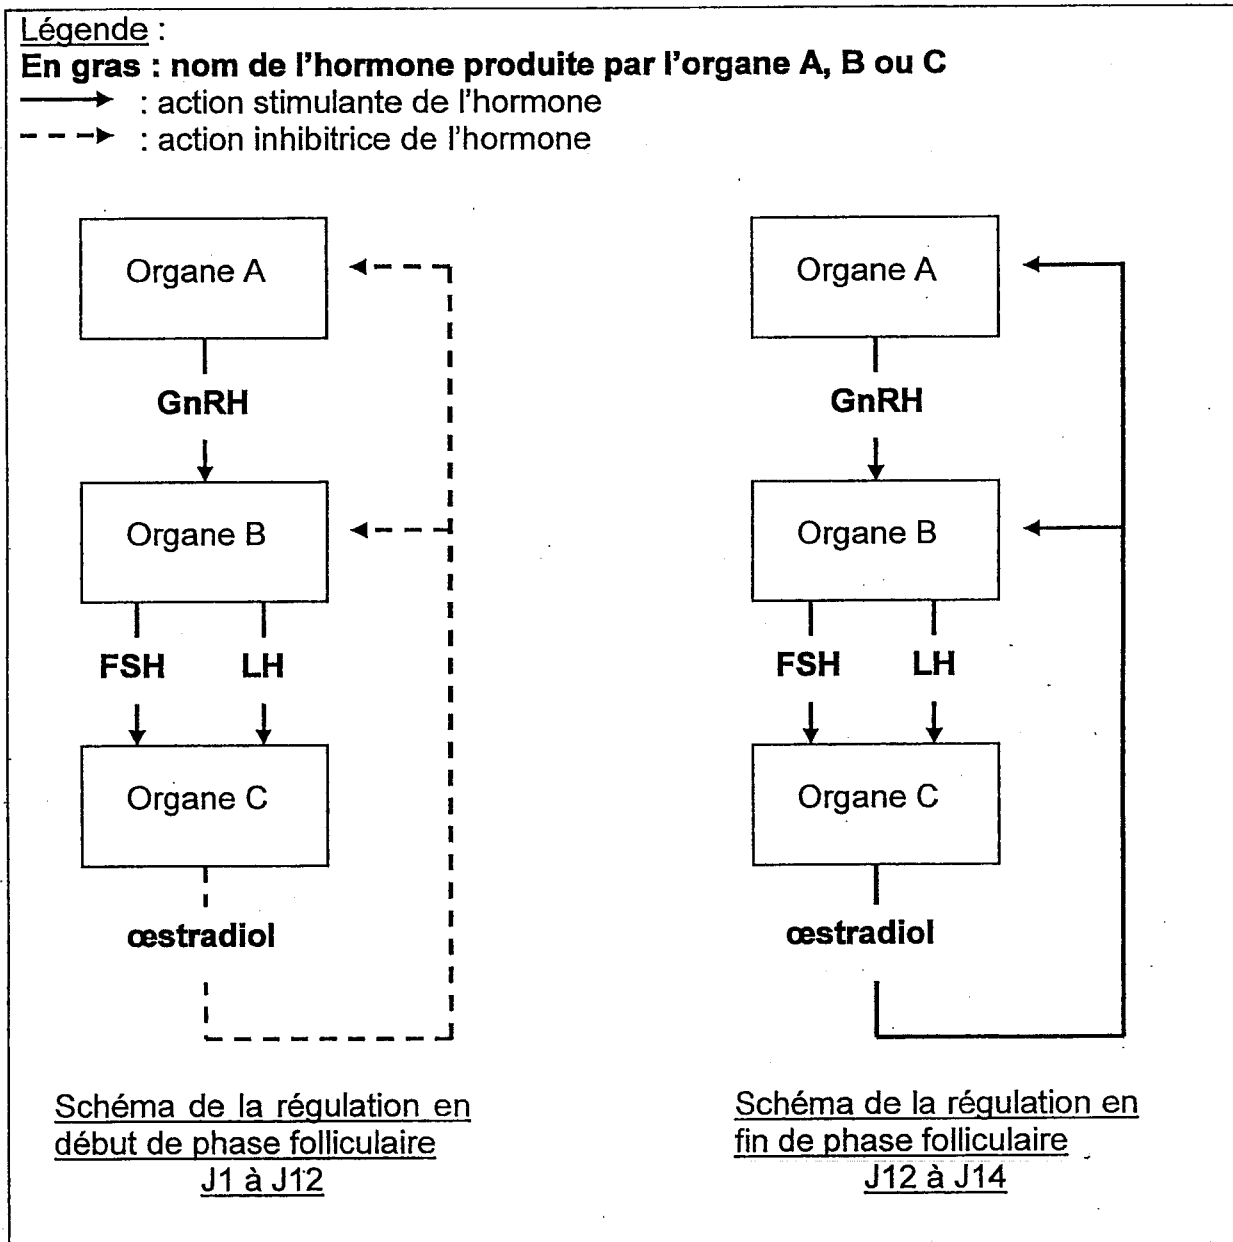 Légende :
En gras : nom de l'hormone produite par l'organe A, B ou C
: action stimulante de l'hormone
: action inhibitrice de l'hormone
Organe A
GnRH
Organe B
FSH LH
Organe C
œstradiol
Schéma de la régulation en
début de phase folliculaire
J1 à J12
Organe A
GnRH
Organe B
FSH LH
Organe C
œstradiol
Schéma de la régulation en
fin de phase folliculaire
J12 à J14